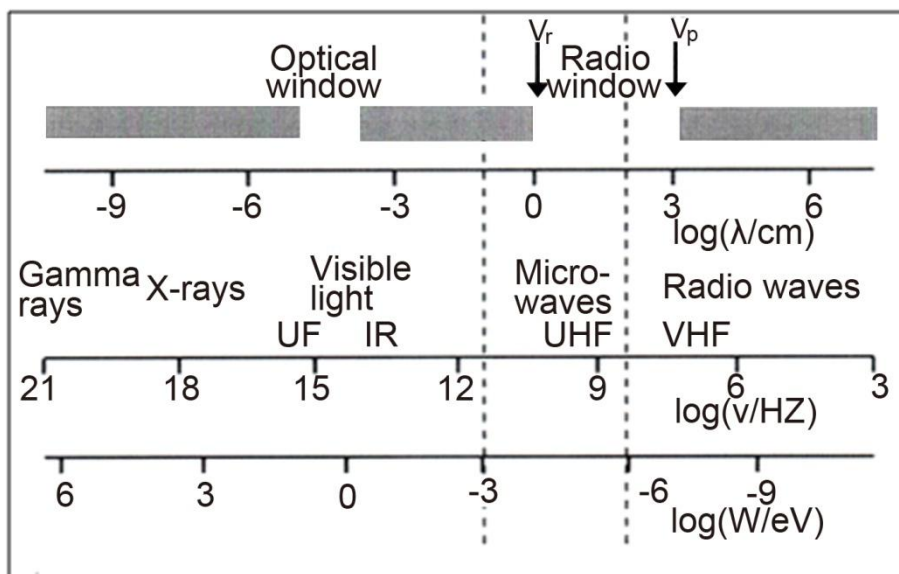 Vr
Vp
Optical
window
Radio
window
-9 -6 -3 0 3 6
log(λ/cm)
Gamma
rays
X-rays
Visible
light
Micro-
waves
Radio waves
UF IR UHF VHF
21 18 15 12 9 6 3
log(v/HZ)
6 3 0 -3 -6 -9
log(W/eV)